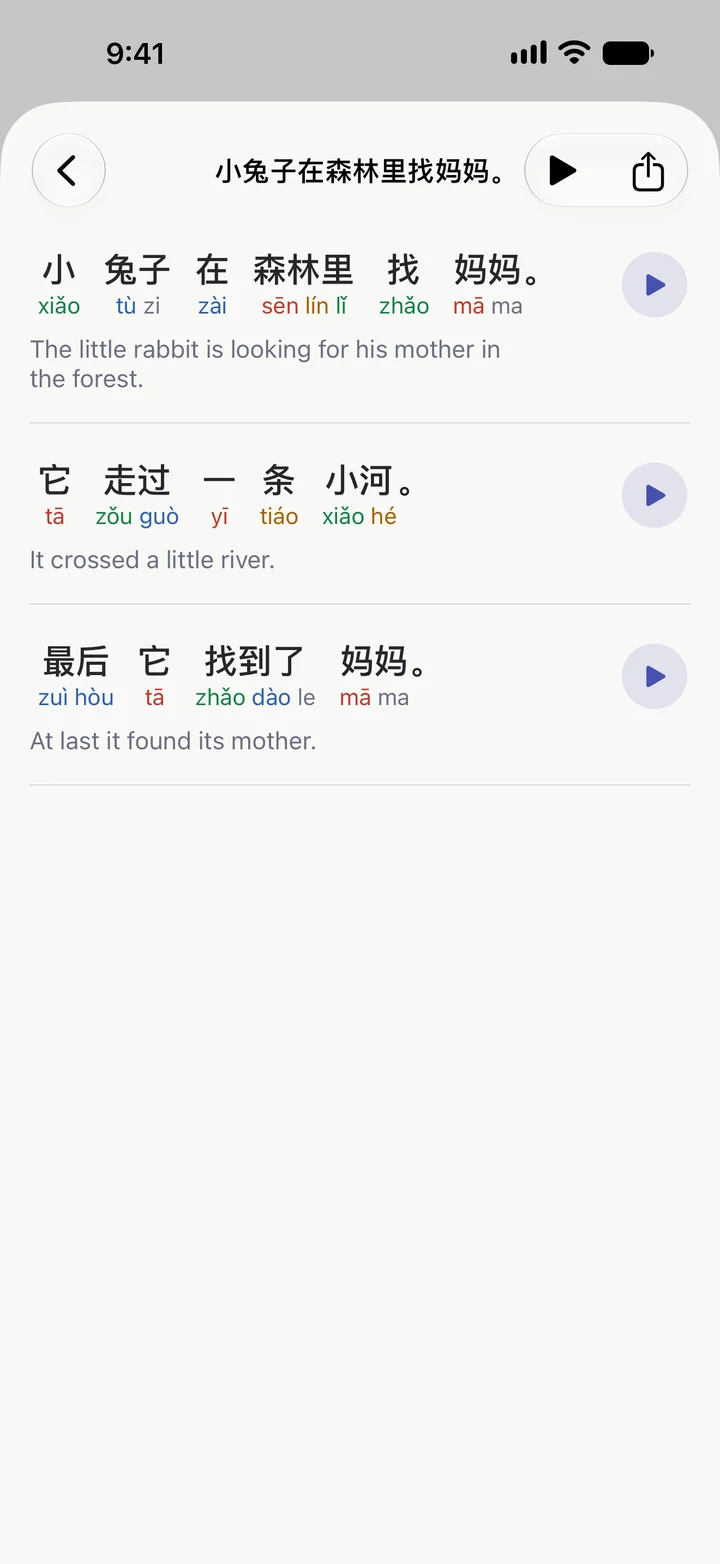 9:41
小兔子在森林里找妈妈。
小 兔子 在 森林里 找 妈妈。
xiǎo tù zi zài sēn lín lǐ zhǎo mā ma
The little rabbit is looking for his mother in
the forest.
它 走过 一 条 小河。
tā zǒu guò yī tiáo xiǎo hé
It crossed a little river.
最后 它 找到了 妈妈。
zuì hòu tā zhǎo dào le mā ma
At last it found its mother.